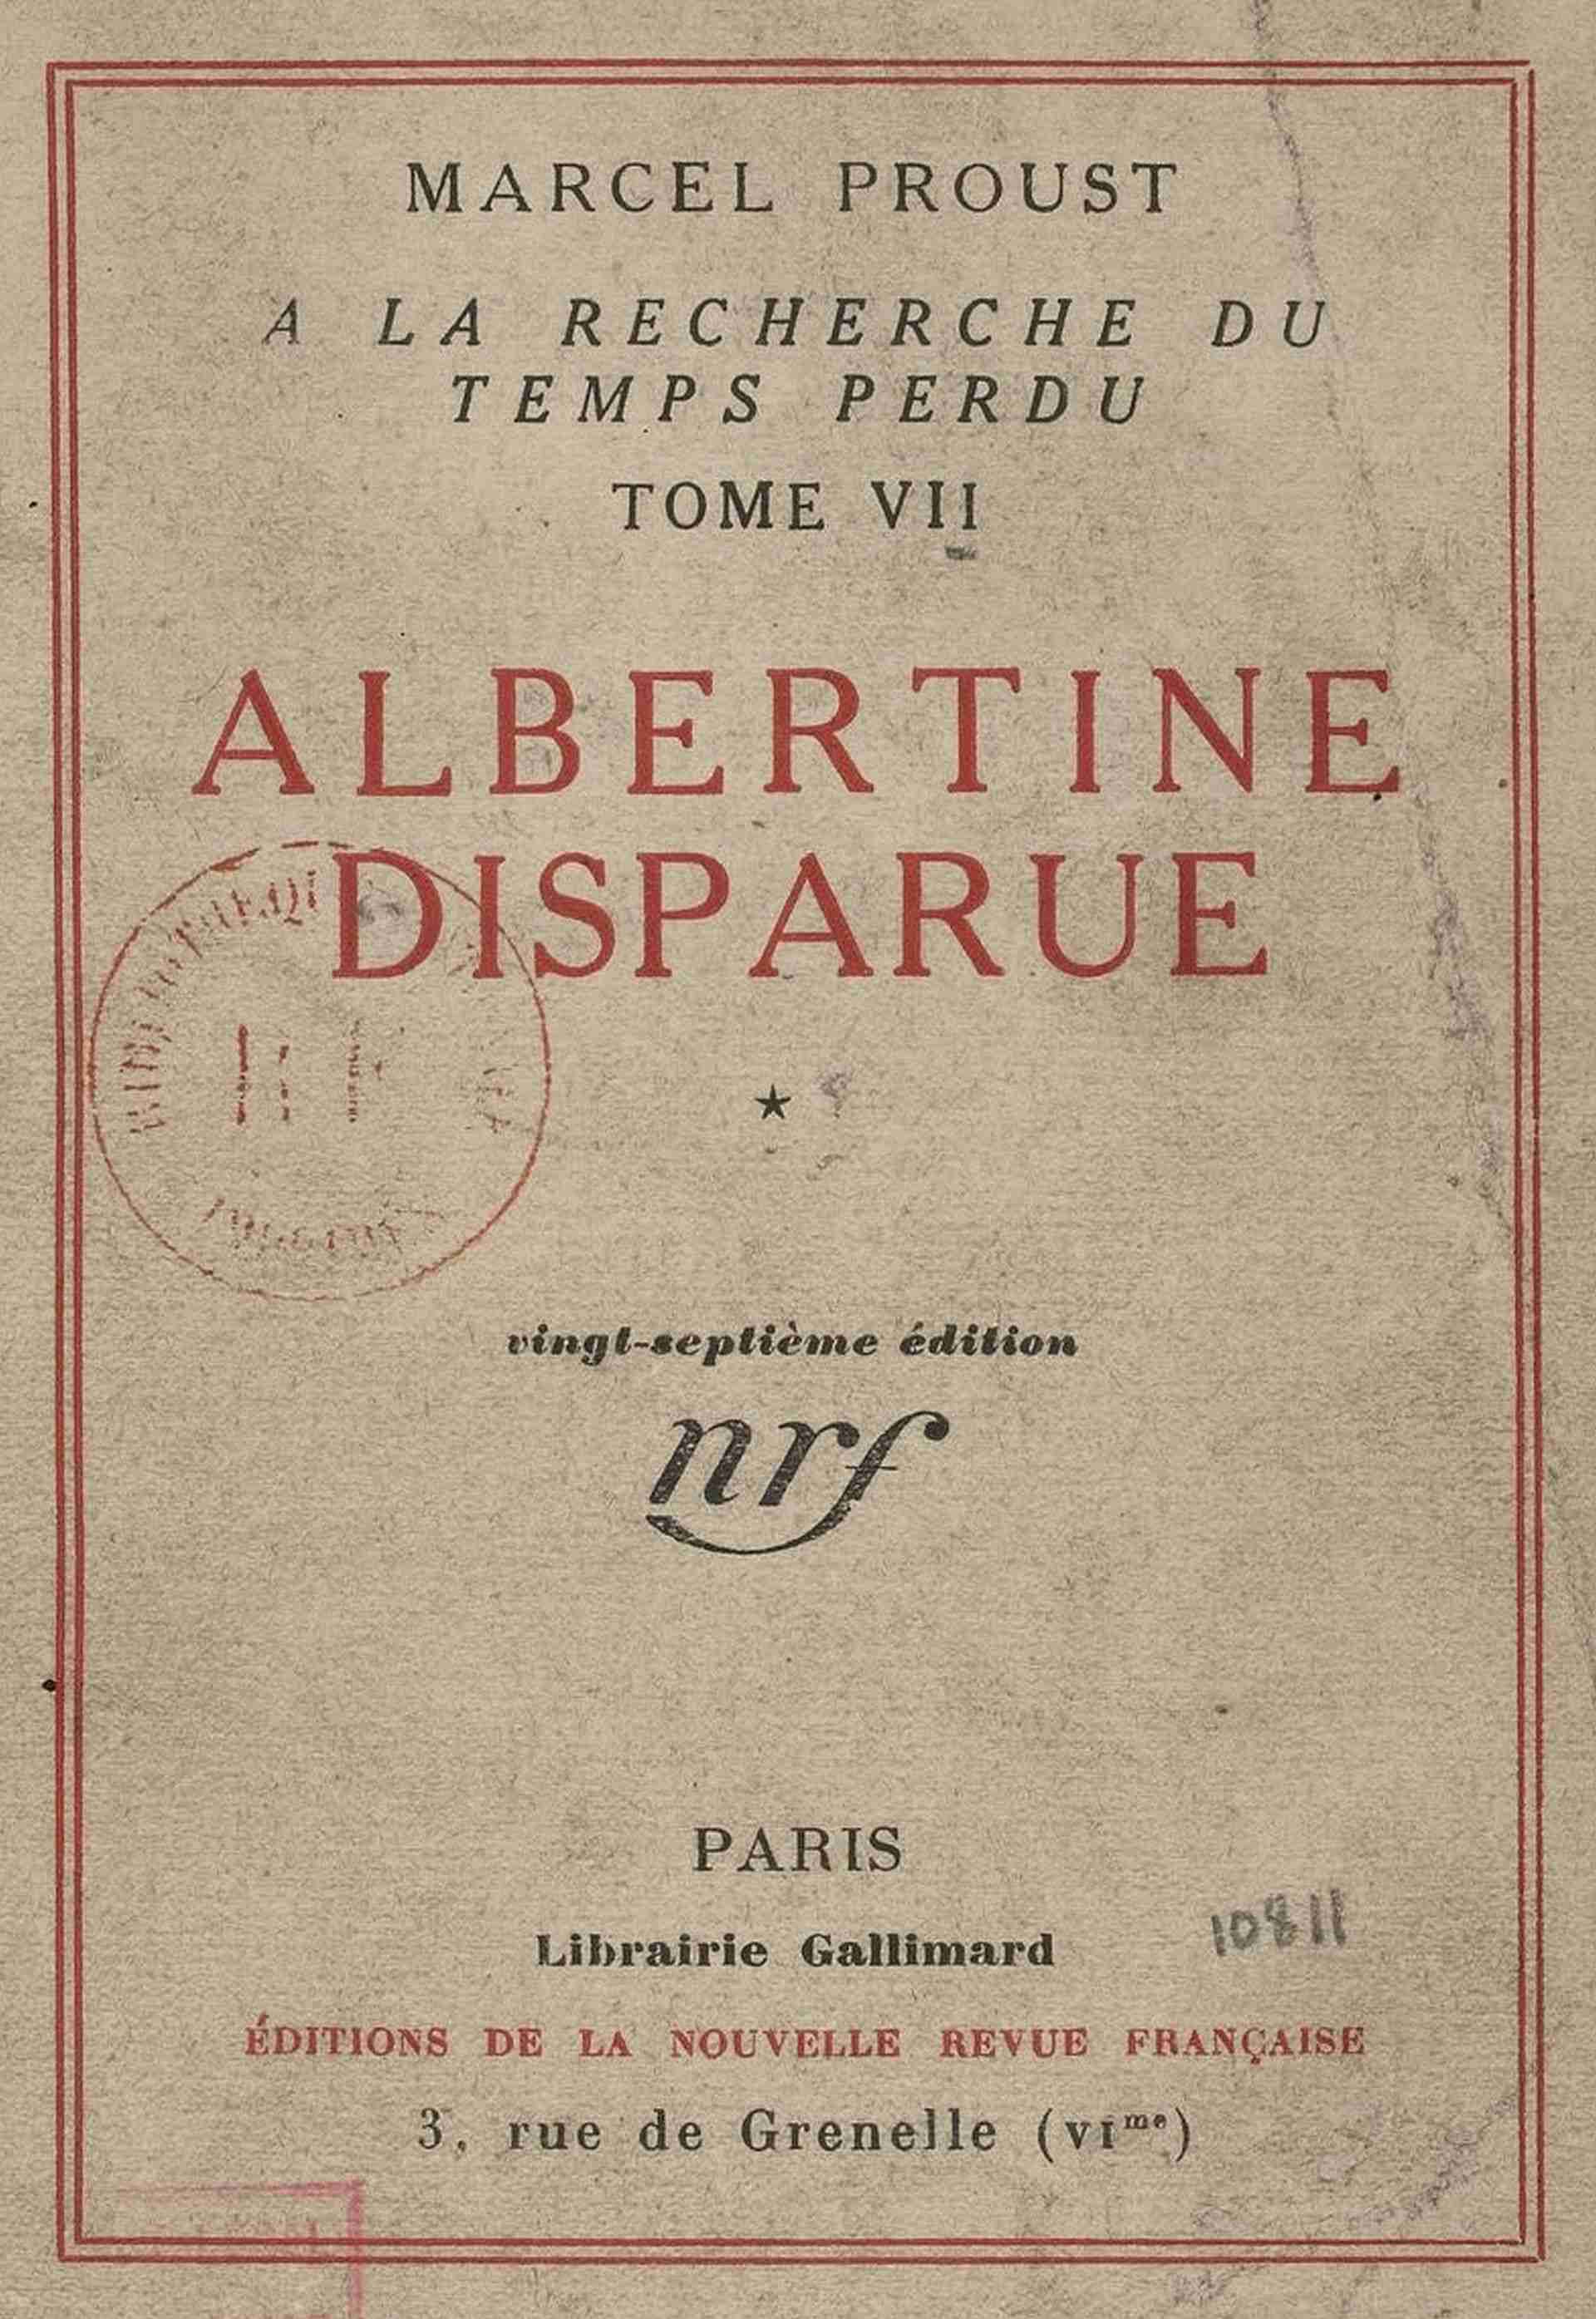 MARCEL PROUST
A LA RECHERCHE DU
TEMPS PERDU
TOME VII
ALBERTINE
DISPARUE
★
vingt-septième édition
nrf
PARIS
Librairie Gallimard
10811
ÉDITIONS DE LA NOUVELLE REVUE FRANÇAISE
3, rue de Grenelle (VIme)